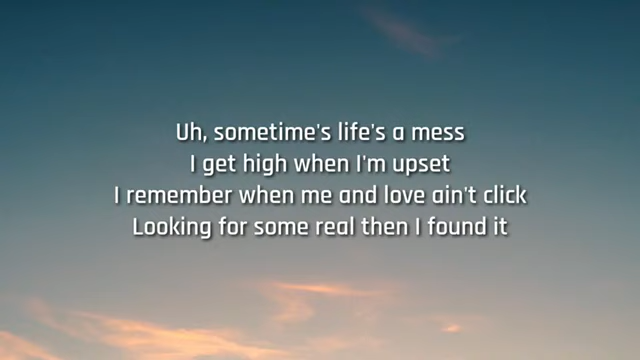 Uh, sometime's life's a mess
I get high when I'm upset
I remember when me and love ain't click
Looking for some real then I found it